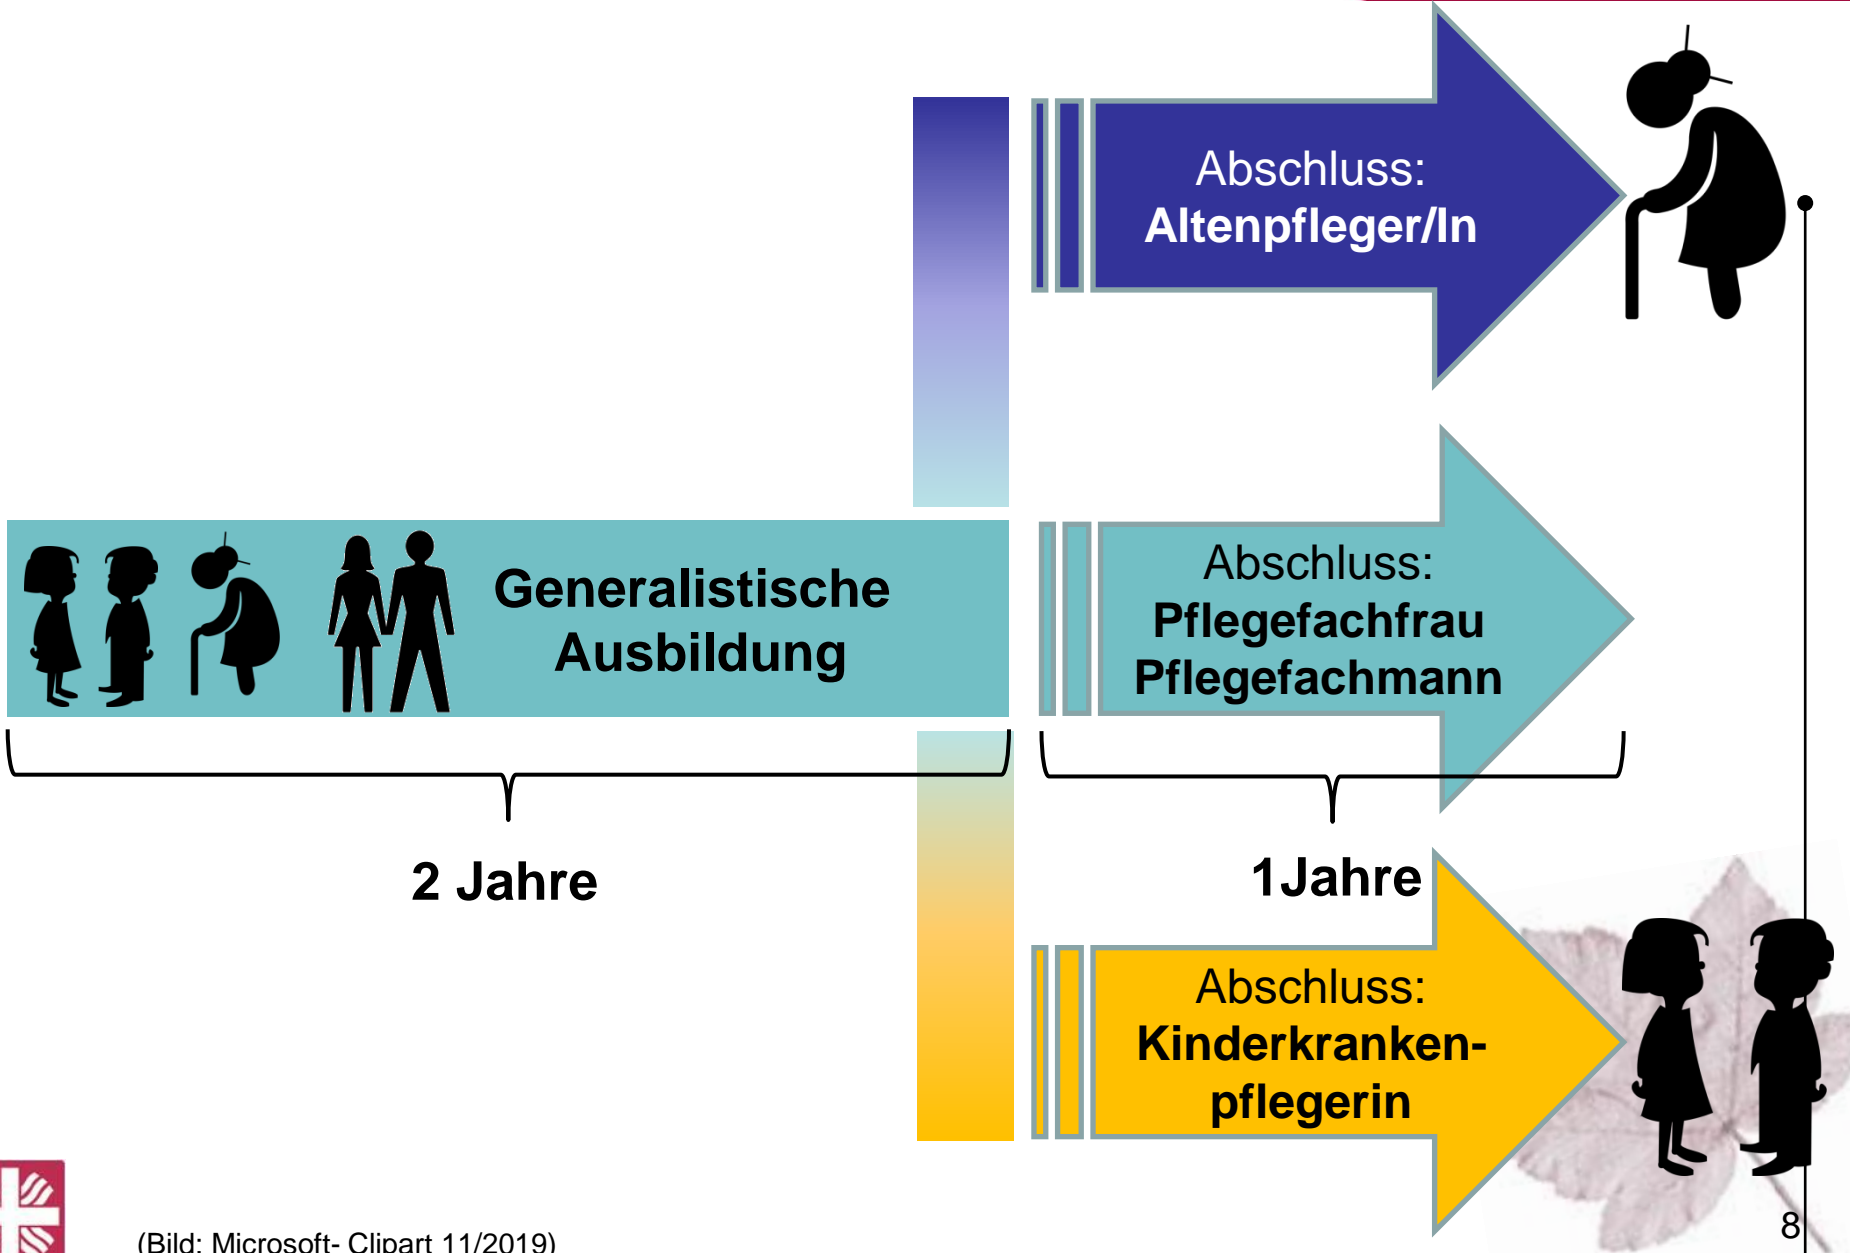 Abschluss:
Altenpfleger/In
Generalistische
Ausbildung
Abschluss:
Pflegefachfrau
Pflegefachmann
2 Jahre
1Jahre
Abschluss:
Kinderkranken-
pflegerin
(Bild: Microsoft- Clipart 11/2019)
8